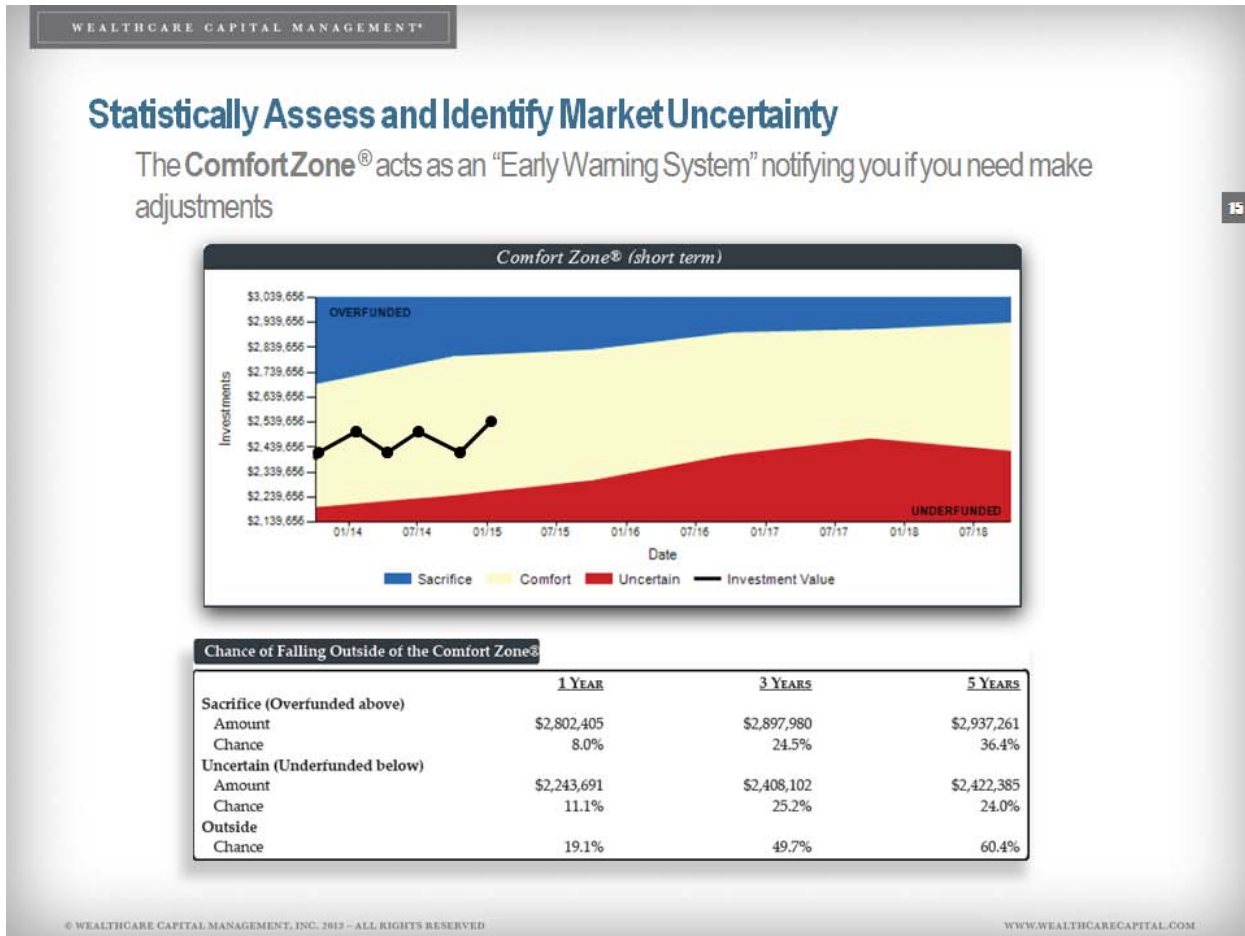 WEALTHCARE CAPITAL MANAGEMENT®
Statistically Assess and Identify Market Uncertainty
The Comfort Zone® acts as an “Early Warning System” notifying you if you need make
adjustments
15
Comfort Zone® (short term)
$3,039,656
OVERFUNDED
$2,939,656
$2,839,656
$2,739,656
$2,639,656
$2,539,656
$2,439,656
$2,339,656
$2,239,656
$2,139,656
Investments
UNDERFUNDED
01/14 07/14 01/15 07/15 01/16 07/16 01/17 07/17 01/18 07/18
Date
Sacrifice Comfort Uncertain Investment Value
Chance of Falling Outside of the Comfort Zone®
1 YEAR 3 YEARS 5 YEARS
Sacrifice (Overfunded above)
Amount $2,802,405 $2,897,980 $2,937,261
Chance 8.0% 24.5% 36.4%
Uncertain (Underfunded below)
Amount $2,243,691 $2,408,102 $2,422,385
Chance 11.1% 25.2% 24.0%
Outside
Chance 19.1% 49.7% 60.4%
© WEALTHCARE CAPITAL MANAGEMENT, INC. 2013 – ALL RIGHTS RESERVED
WWW.WEALTHCARECAPITAL.COM